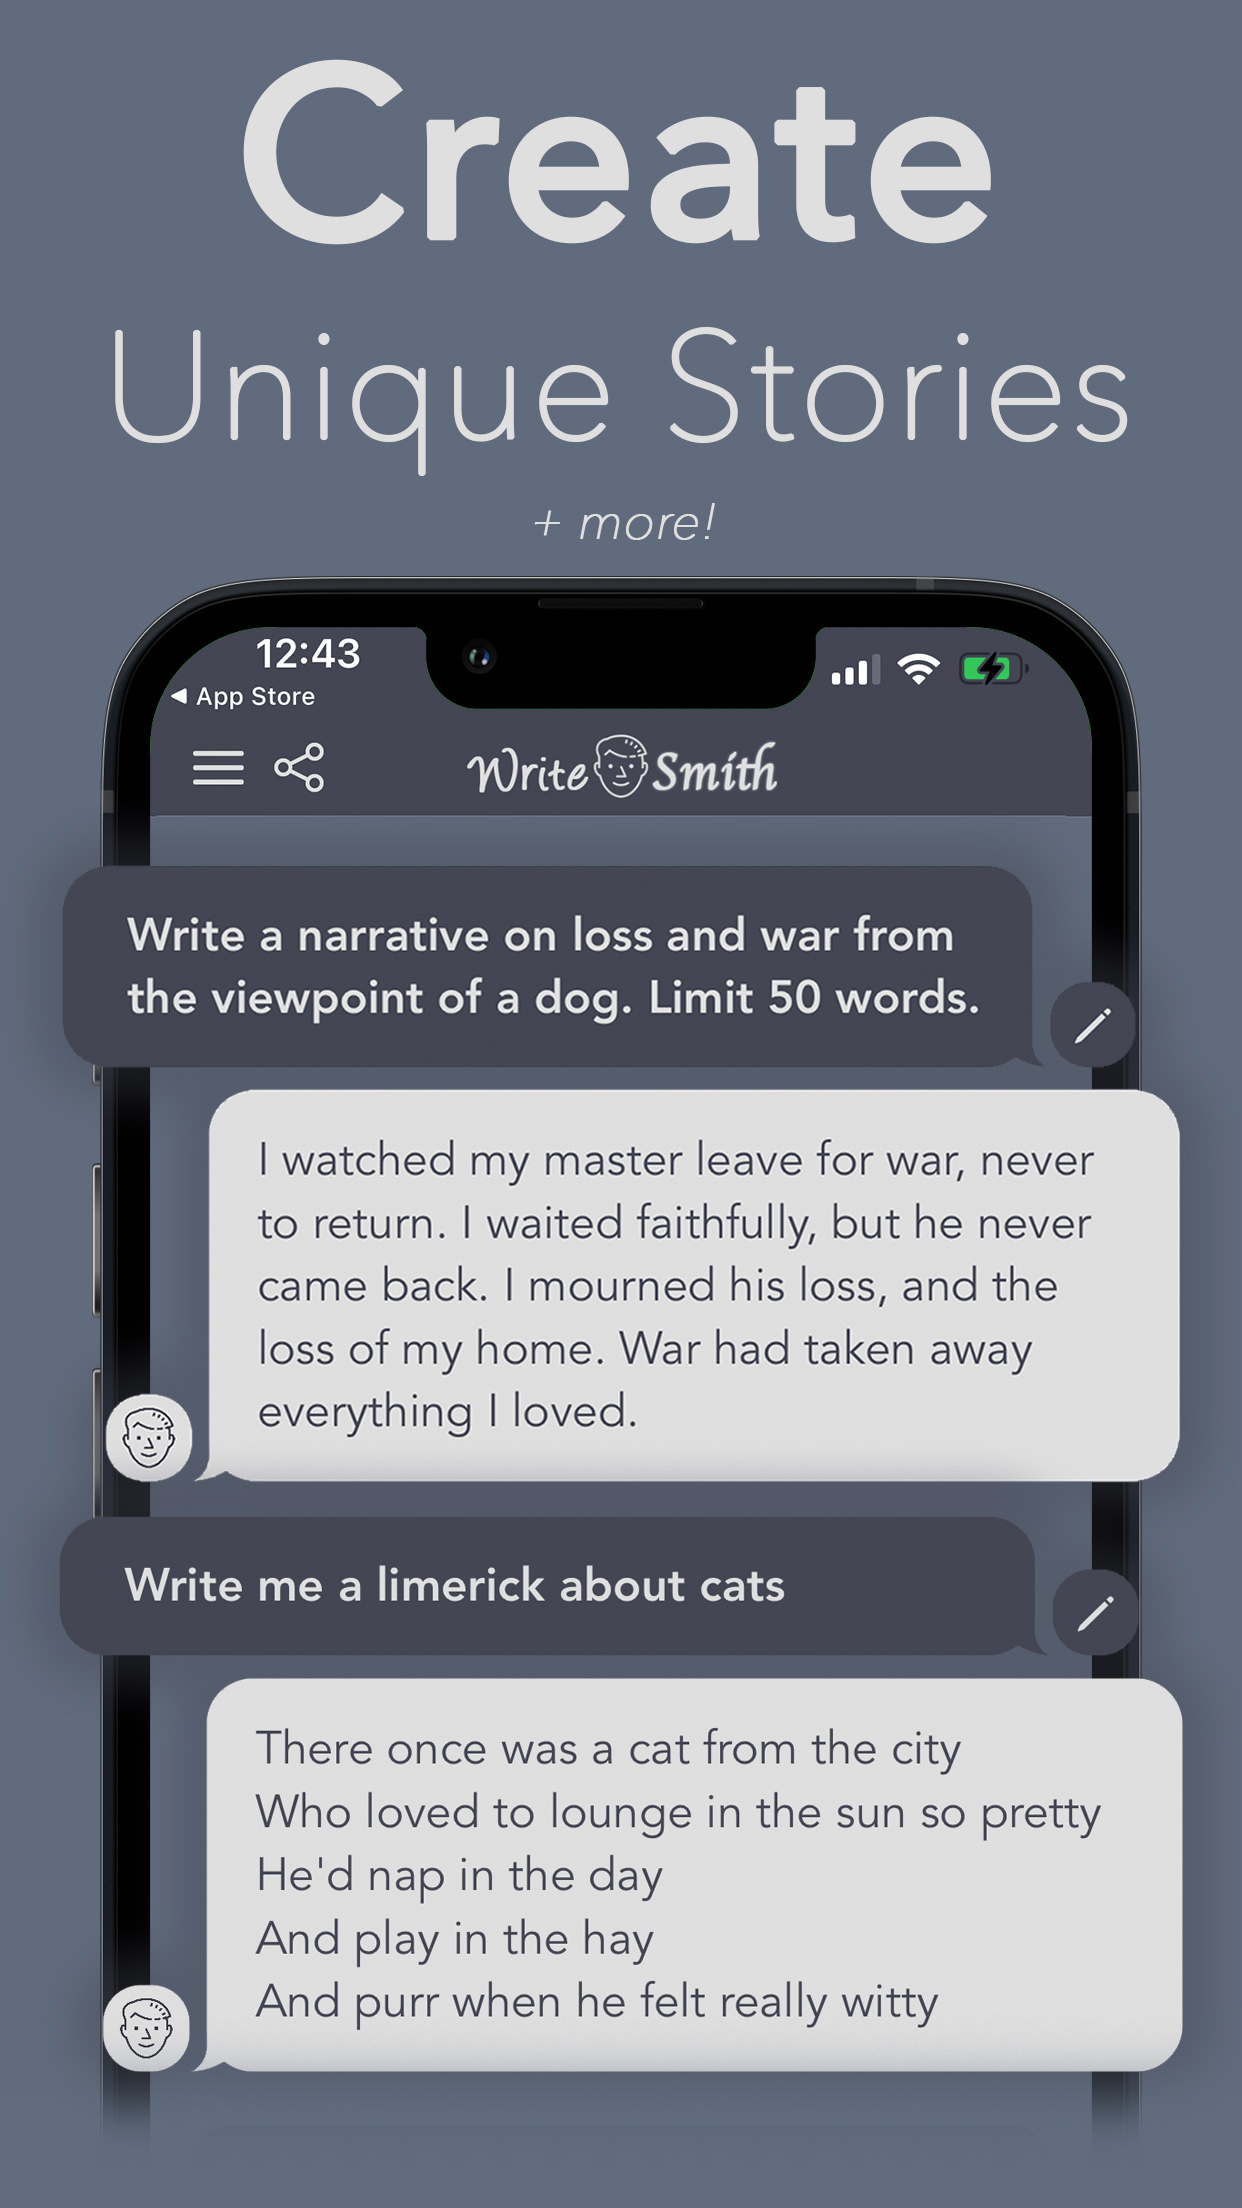 Create
Unique Stories
+ more!
12:43
◀ App Store
Write Smith
Write a narrative on loss and war from
the viewpoint of a dog. Limit 50 words.
I watched my master leave for war, never
to return. I waited faithfully, but he never
came back. I mourned his loss, and the
loss of my home. War had taken away
everything I loved.
Write me a limerick about cats
There once was a cat from the city
Who loved to lounge in the sun so pretty
He'd nap in the day
And play in the hay
And purr when he felt really witty